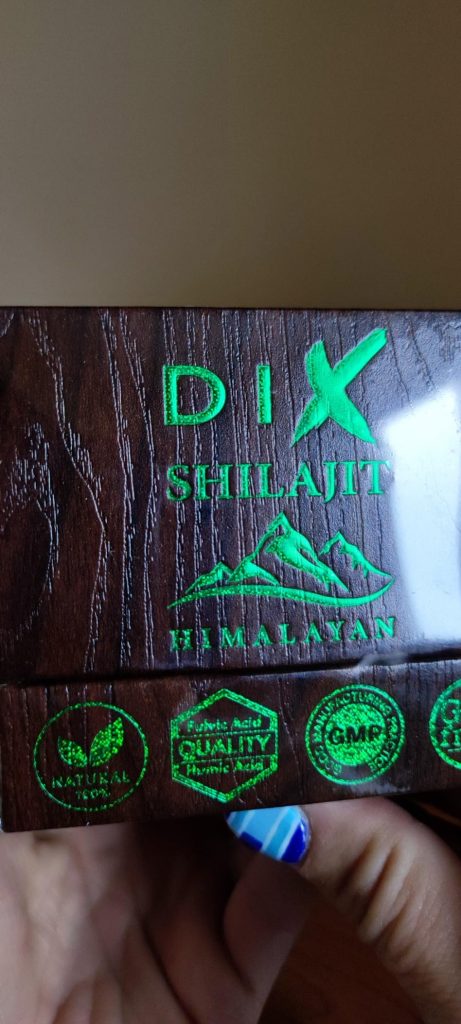 DIX
SHILAJIT
HIMALAYAN
NATURAL
100%
Fulvic Acid
QUALITY
Humic Acid
GMP